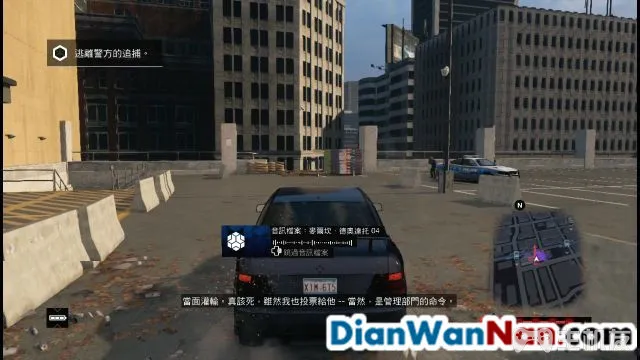 逃離警方的追捕。
N
音訊檔案：麥爾坎．德奧達托 04
跳過音訊檔案
X1M·6T5
當面灌輸，真該死，雖然我也投票給他 -- 當然，是管理部門的命令，
DianWanNan.com